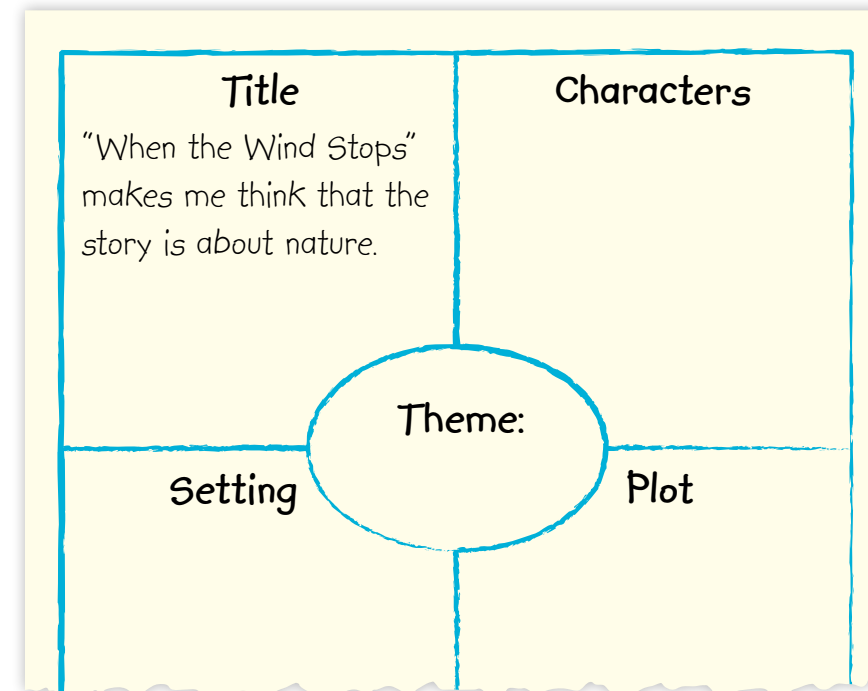 Title
“When the Wind Stops”
makes me think that the
story is about nature.
Characters
Theme:
Setting
Plot